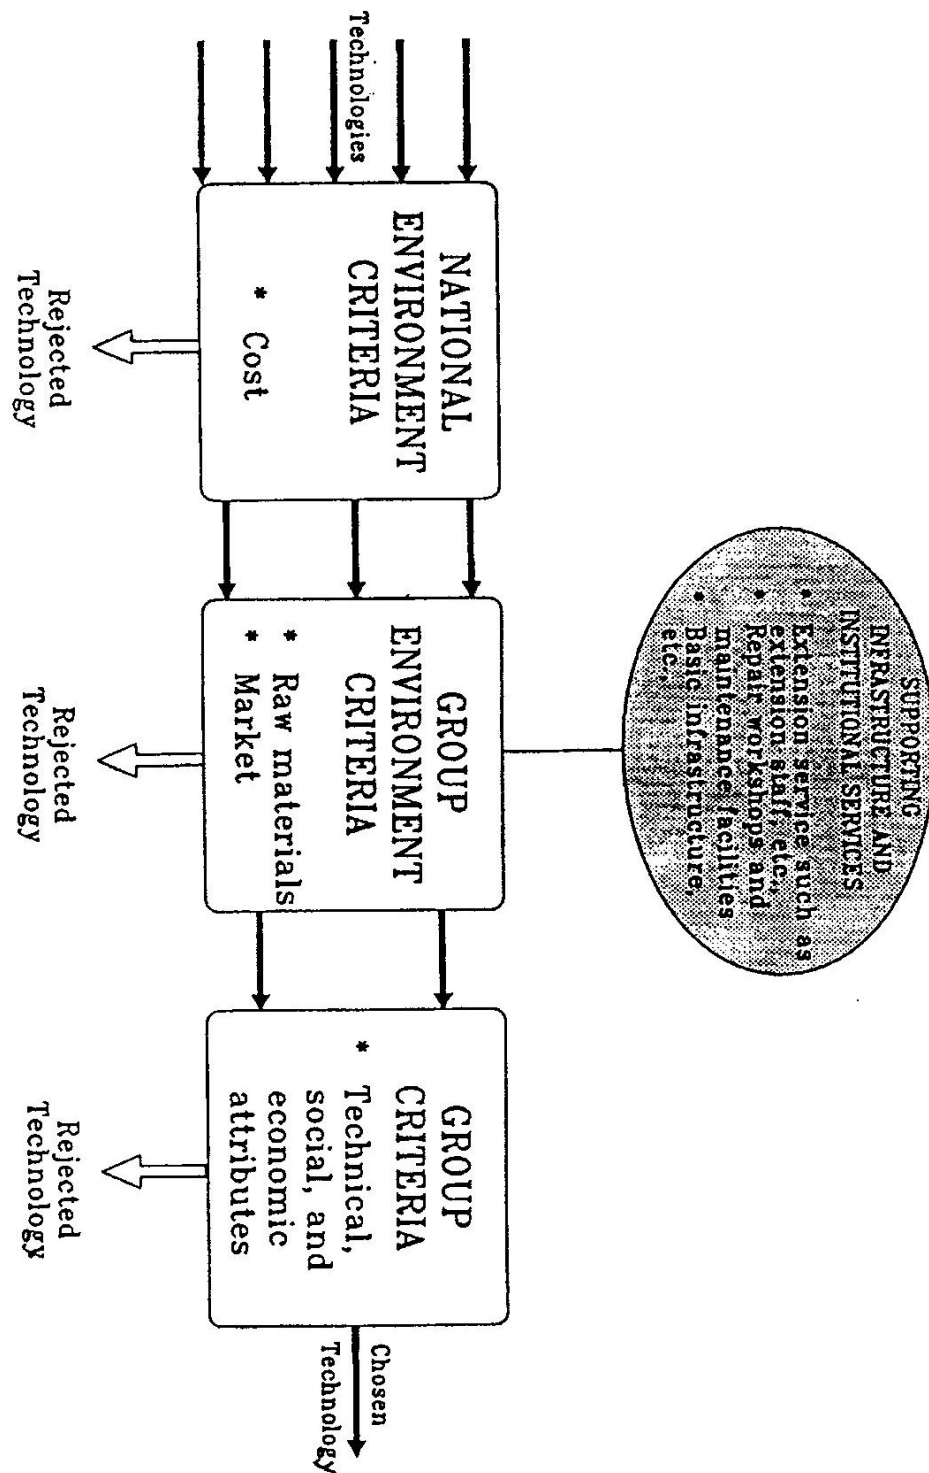 Technologies
NATIONAL
ENVIRONMENT
CRITERIA
* Cost
Rejected
Technology
SUPPORTING
INFRASTRUCTURE AND
INSTITUTIONAL SERVICES
* Extension service such as
extension staff, etc.,
* Repair workshops and
maintenance facilities
* Basic infrastructure,
etc.,
GROUP
ENVIRONMENT
CRITERIA
* Raw materials
* Market
Rejected
Technology
GROUP
CRITERIA
* Technical,
social, and
economic
attributes
Rejected
Technology
Chosen
Technology